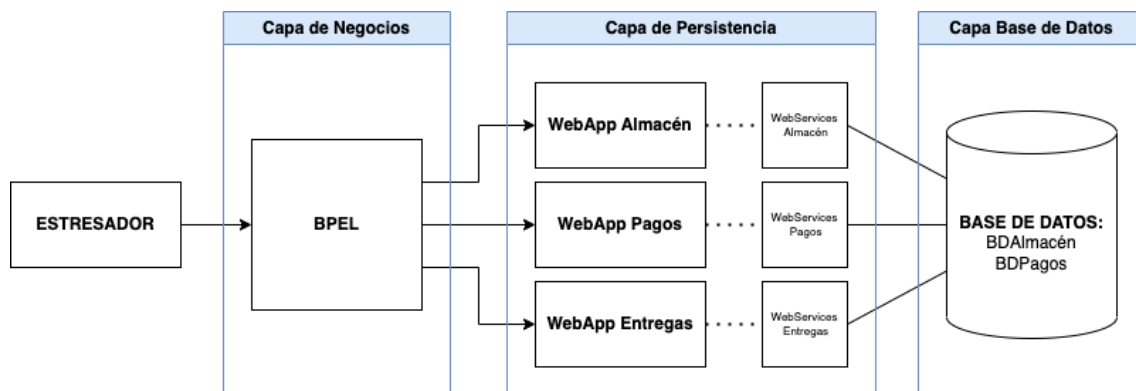 Capa de Negocios
Capa de Persistencia
Capa Base de Datos
ESTRESADOR
BPEL
WebApp Almacén
WebServices
Almacén
WebApp Pagos
WebServices
Pagos
WebApp Entregas
WebServices
Entregas
BASE DE DATOS:
BDAlmacén
BDPagos